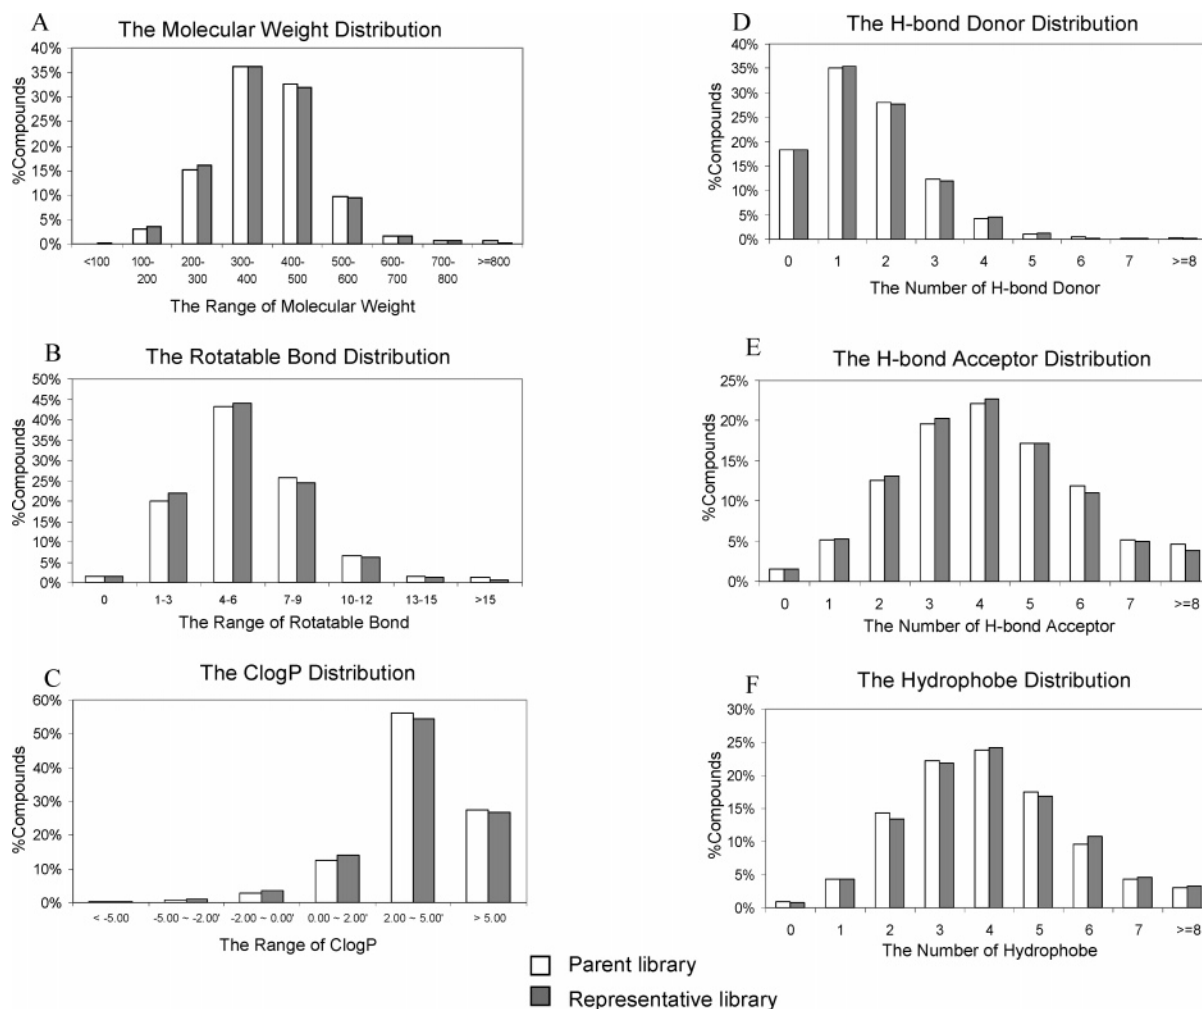 A
The Molecular Weight Distribution
40%
35%
30%
25%
20%
15%
10%
5%
0%
%Compounds
<100 100- 200- 300- 400- 500- 600- 700- >=800
200 300 400 500 600 700 800
The Range of Molecular Weight
B
The Rotatable Bond Distribution
50%
45%
40%
35%
30%
25%
20%
15%
10%
5%
0%
%Compounds
0 1-3 4-6 7-9 10-12 13-15 >15
The Range of Rotatable Bond
C
The ClogP Distribution
60%
50%
40%
30%
20%
10%
0%
%Compounds
< -5.00 -5.00 ~ -2.00' -2.00 ~ 0.00' 0.00 ~ 2.00' 2.00 ~ 5.00' > 5.00
The Range of ClogP
D
The H-bond Donor Distribution
40%
35%
30%
25%
20%
15%
10%
5%
0%
%Compounds
0 1 2 3 4 5 6 7 >=8
The Number of H-bond Donor
E
The H-bond Acceptor Distribution
25%
20%
15%
10%
5%
0%
%Compounds
0 1 2 3 4 5 6 7 >=8
The Number of H-bond Acceptor
F
The Hydrophobe Distribution
30%
25%
20%
15%
10%
5%
0%
%Compounds
0 1 2 3 4 5 6 7 >=8
The Number of Hydrophobe
Parent library
Representative library